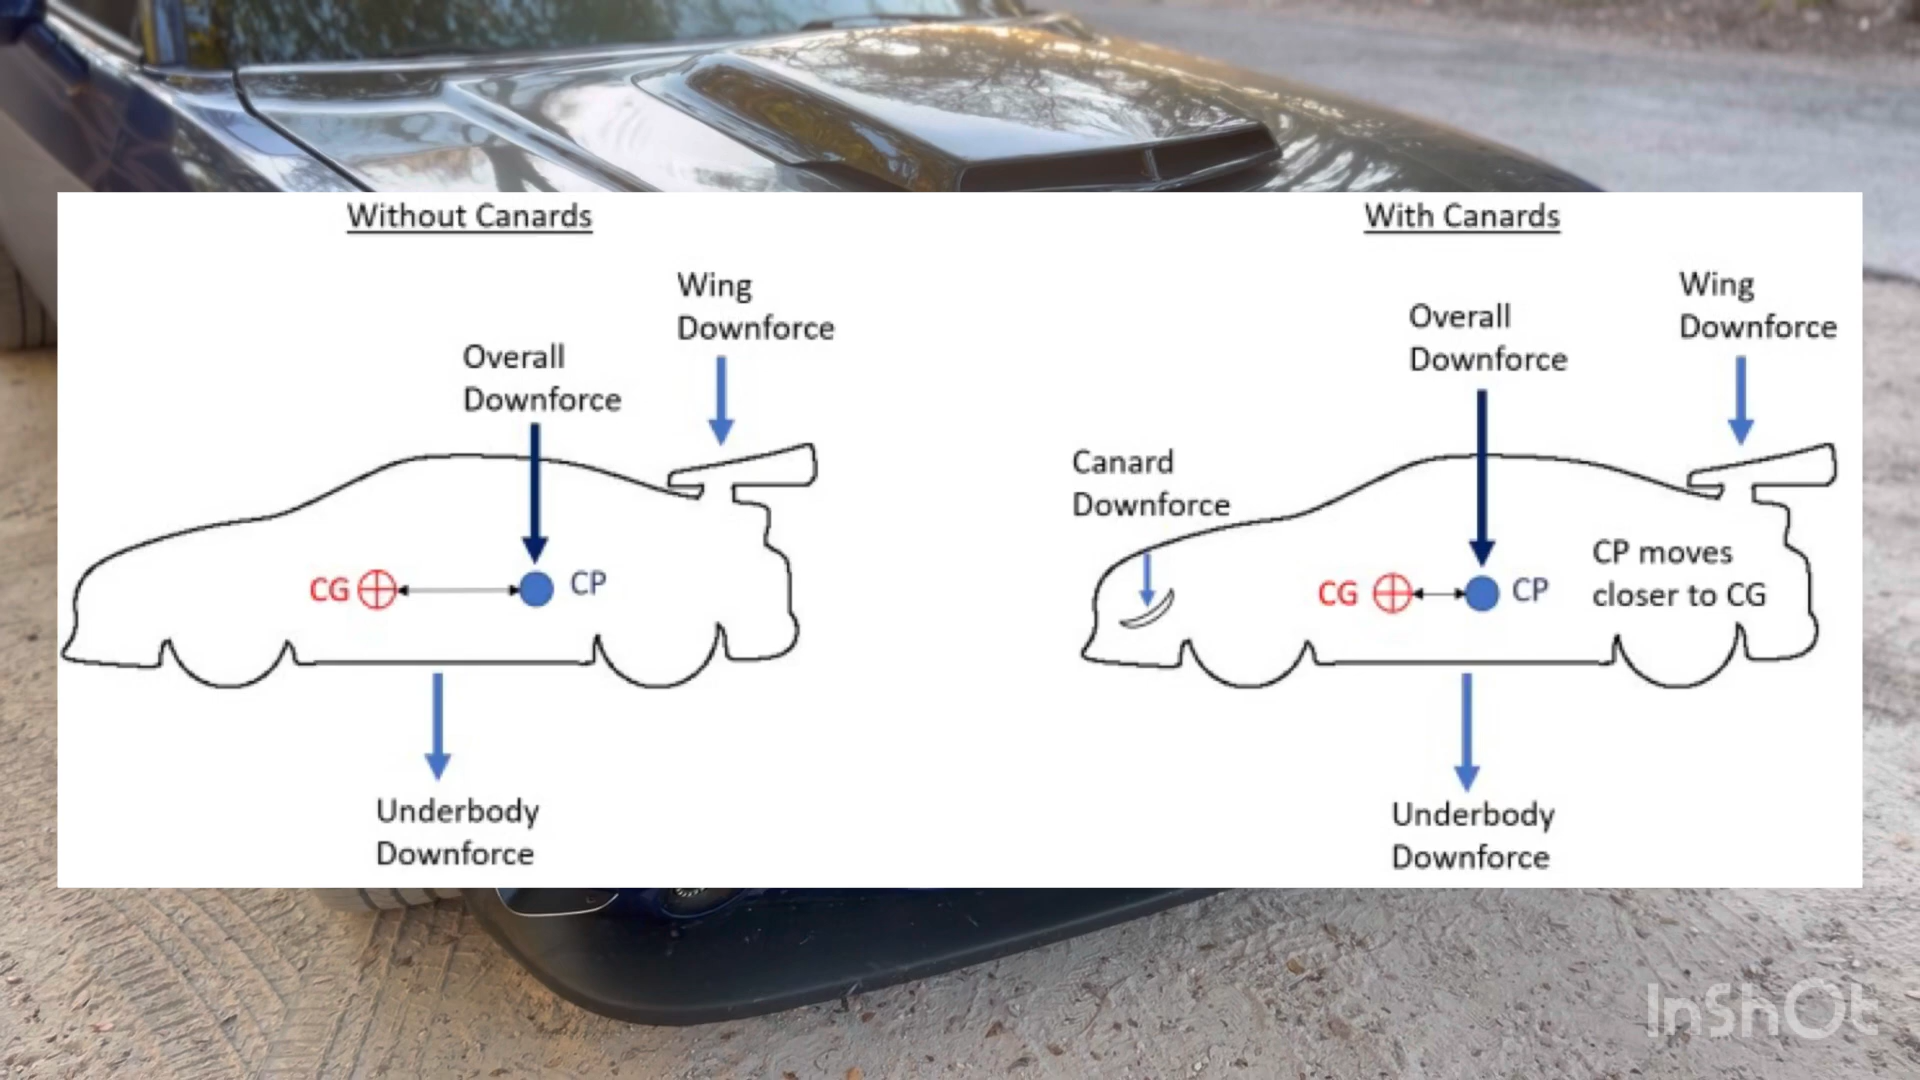 Without Canards
Wing
Downforce
Overall
Downforce
CG
CP
Underbody
Downforce
With Canards
Wing
Downforce
Overall
Downforce
Canard
Downforce
CP moves
closer to CG
CG
CP
Underbody
Downforce
InShOt